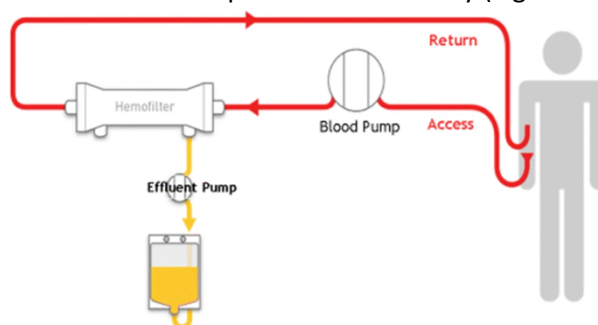 Return
Hemofilter
Blood Pump
Access
Effluent Pump